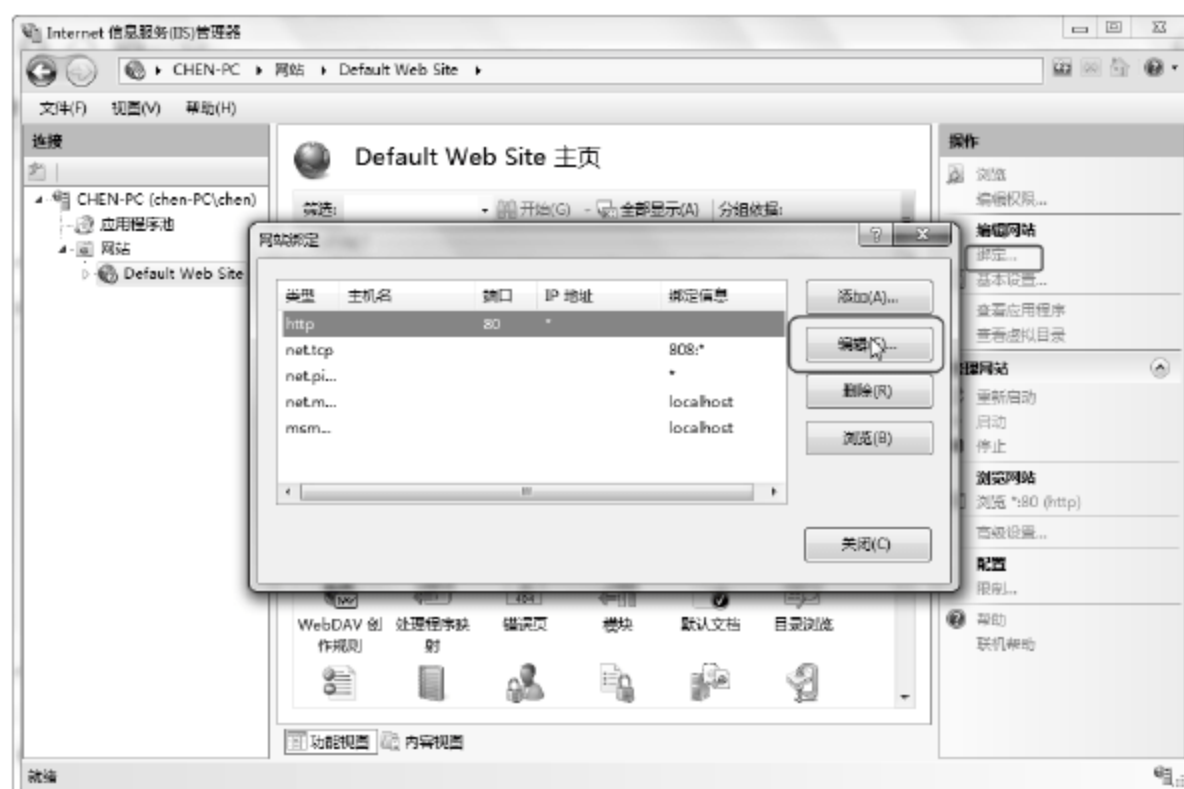 Internet 信息服务(IIS)管理器
CHEN-PC 网站 Default Web Site
文件(F) 视图(V) 帮助(H)
连接
CHEN-PC (chen-PC\chen)
应用程序池
网站
Default Web Site
Default Web Site 主页
筛选: 开始(G) 全部显示(A) 分组依据:
网站绑定
类型 主机名 端口 IP 地址 绑定信息
http 80 *
net.tcp 808:*
net.pi... *
net.m... localhost
msm... localhost
添加(A)...
编辑(E)...
删除(R)
浏览(B)
关闭(C)
WebDAV 创作规则
处理程序映射
错误页
模块
默认文档
目录浏览
功能视图 内容视图
操作
浏览
编辑权限...
编辑网站
绑定...
基本设置...
查看应用程序
查看虚拟目录
理网站
重新启动
启动
停止
浏览网站
浏览 *:80 (http)
高级设置...
配置
限制...
帮助
联机帮助
就绪